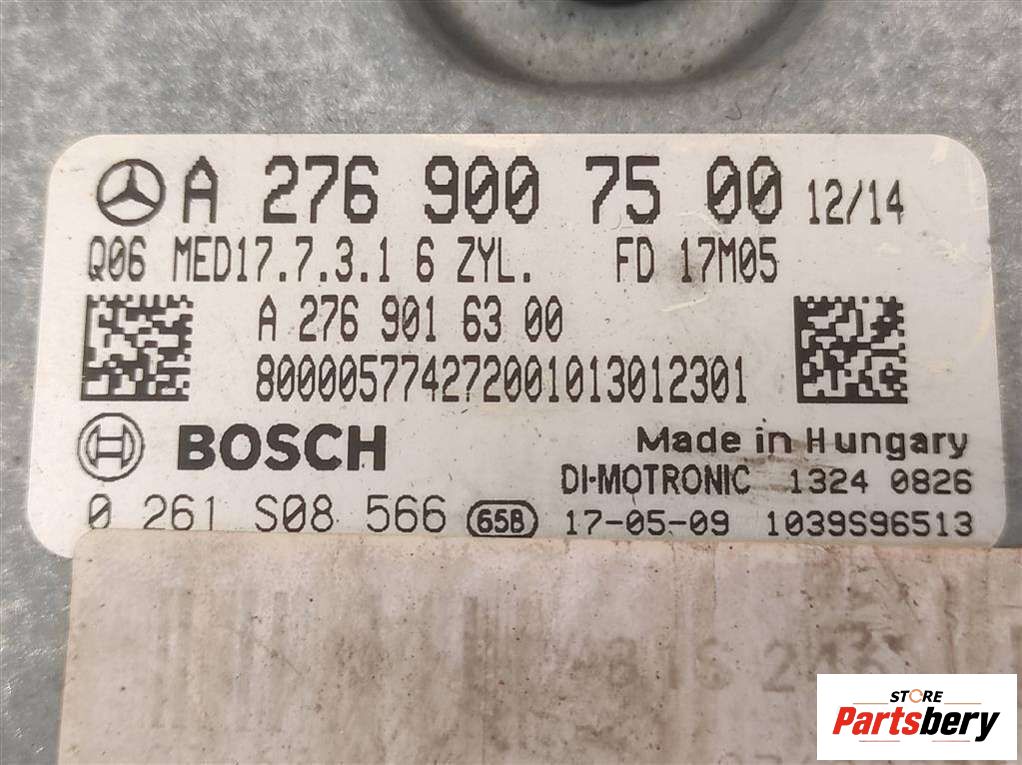 A 276 900 75 00 12/14
Q06 MED17.7.3.1 6 ZYL. FD 17M05
A 276 901 63 00
800005774272001013012301
BOSCH
Made in Hungary
DI-MOTRONIC 1324 0826
0 261 S08 566 65B 17-05-09 1039S96513
STORE
Partsbery